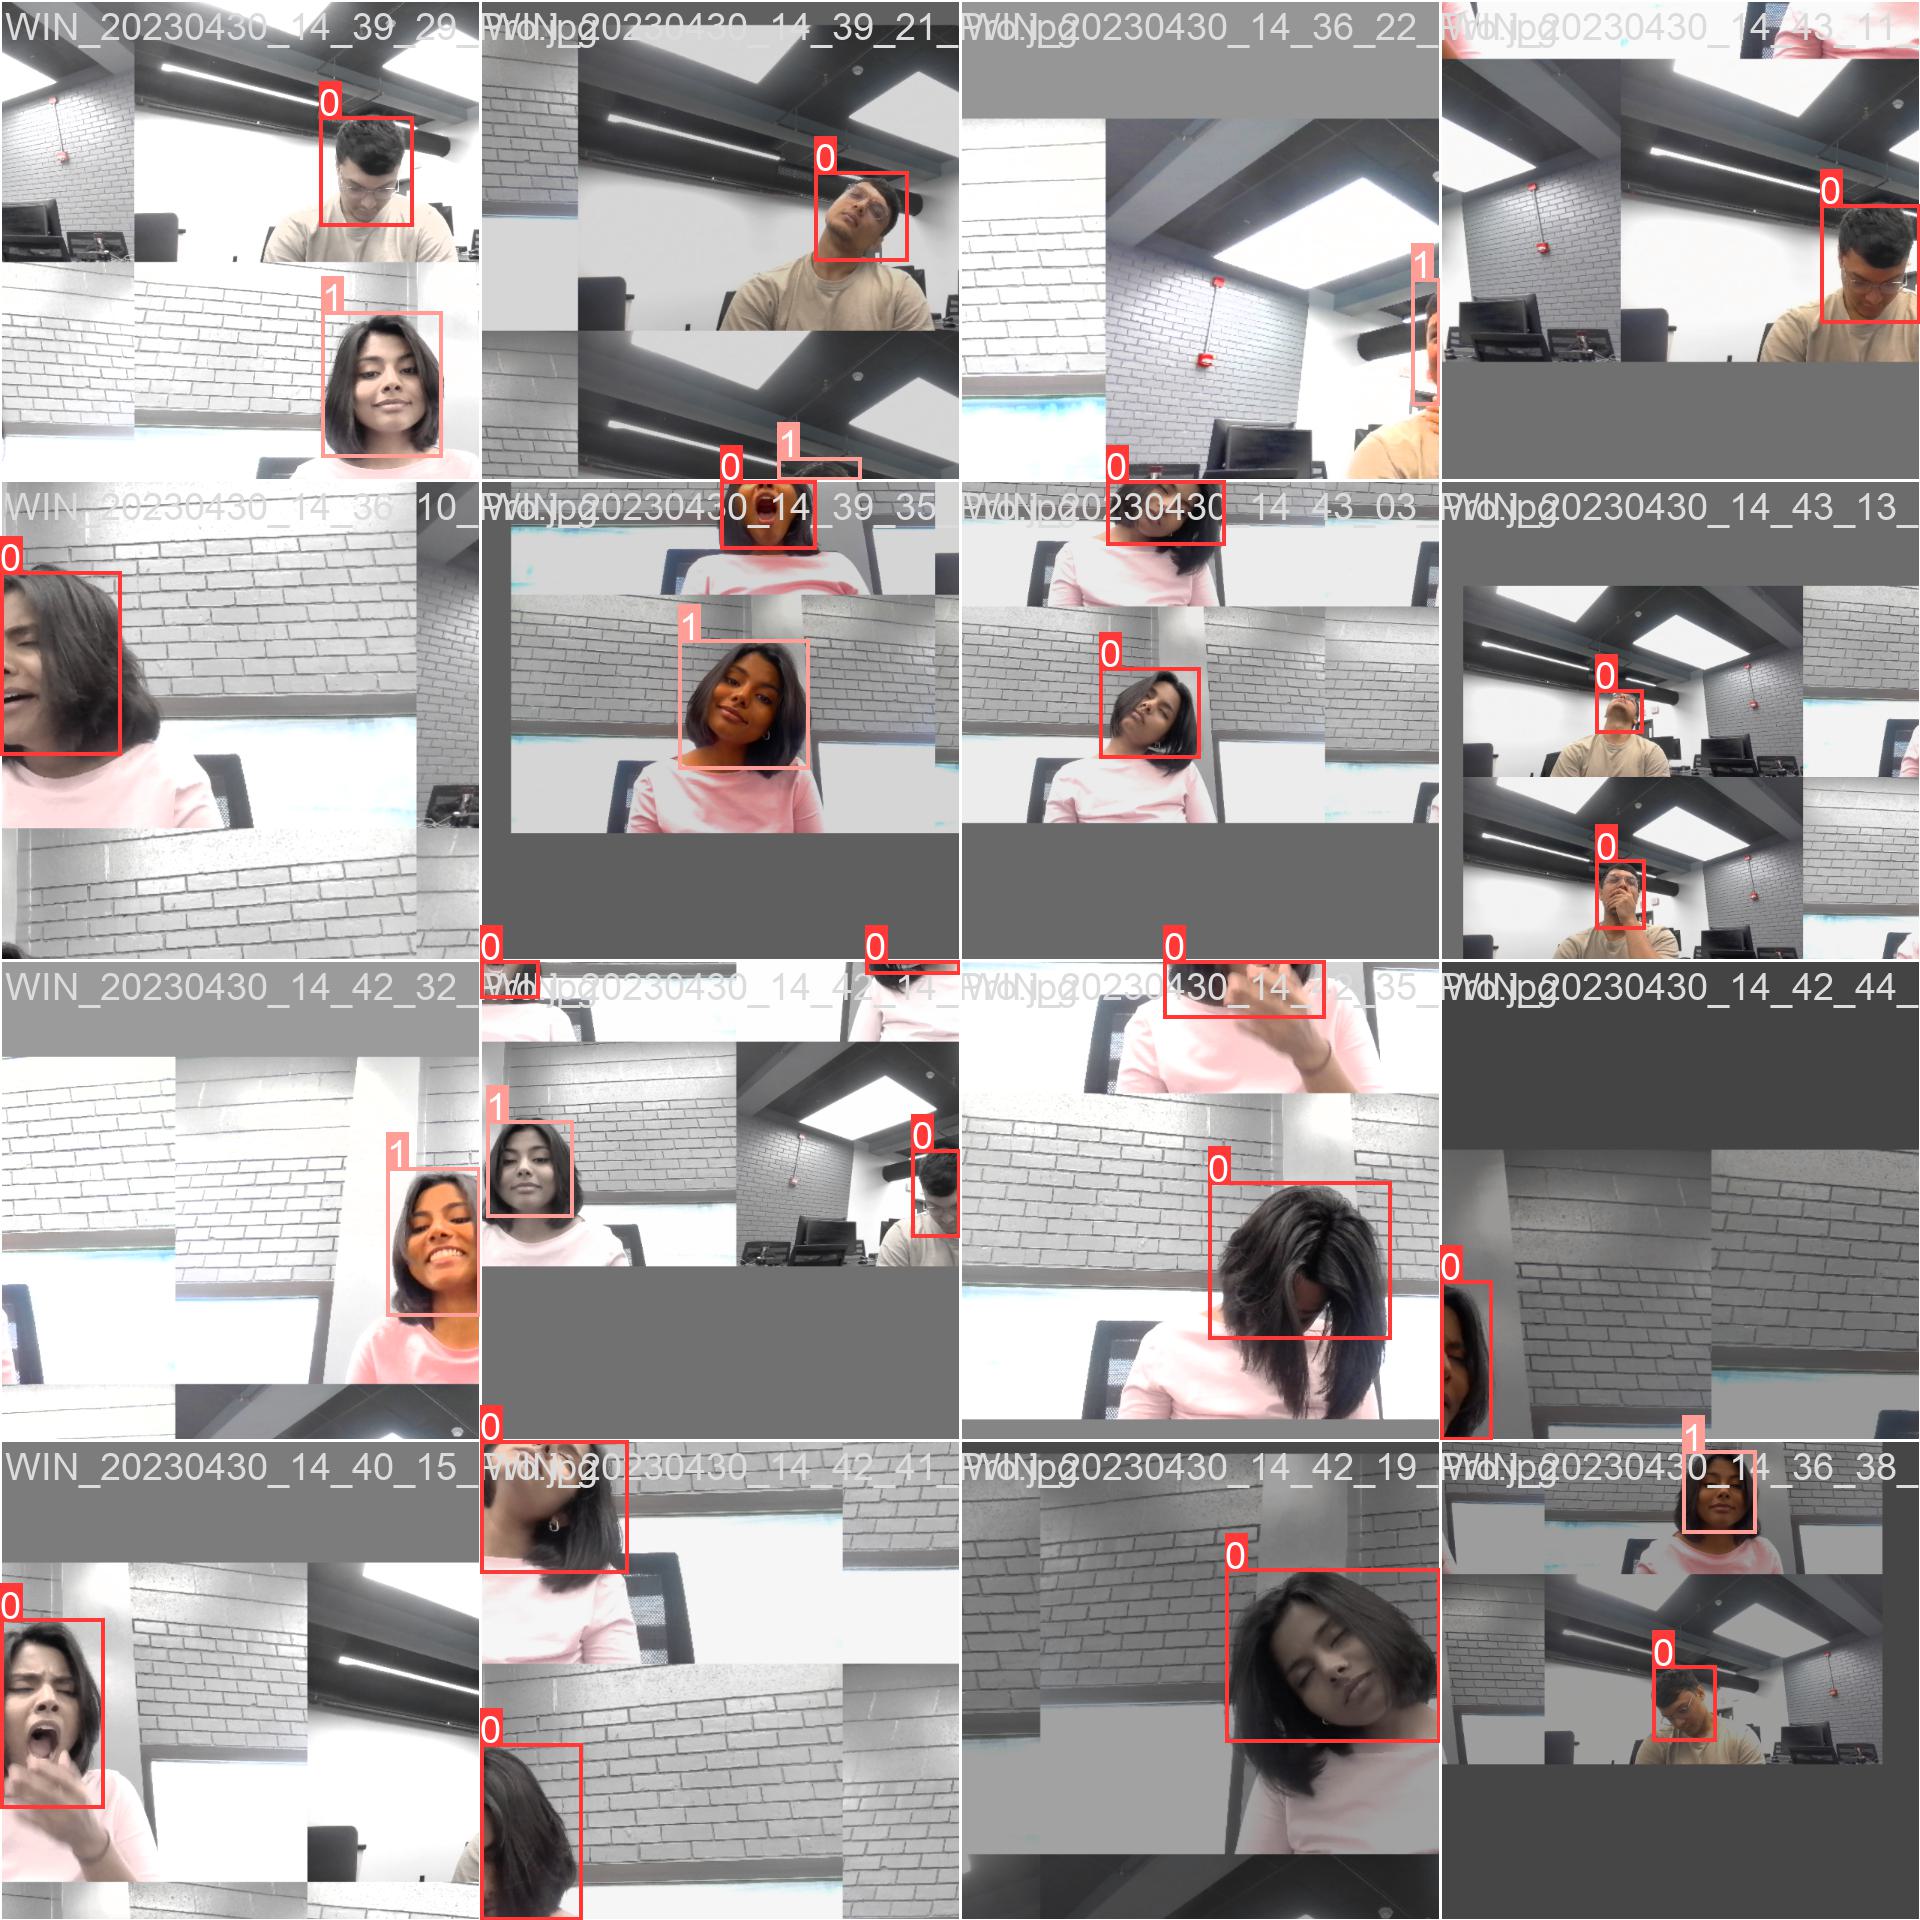 WIN_20230430_14_39_29_Pro.jpg
WIN_20230430_14_39_21_Pro.jpg
WIN_20230430_14_36_22_Pro.jpg
WIN_20230430_14_43_11_
0
0
1
0
1
0
1
0
WIN_20230430_14_36_10_Pro.jpg
WIN_20230430_14_39_35_Pro.jpg
WIN_20230430_14_43_03_Pro.jpg
WIN_20230430_14_43_13_
0
1
0
0
0
0
0
0
WIN_20230430_14_42_32_Pro.jpg
WIN_20230430_14_42_14_Pro.jpg
WIN_20230430_14_42_35_Pro.jpg
WIN_20230430_14_42_44_
1
0
1
0
0
0
1
WIN_20230430_14_40_15_Pro.jpg
WIN_20230430_14_42_41_Pro.jpg
WIN_20230430_14_42_19_Pro.jpg
WIN_20230430_14_36_38_
0
0
0
0